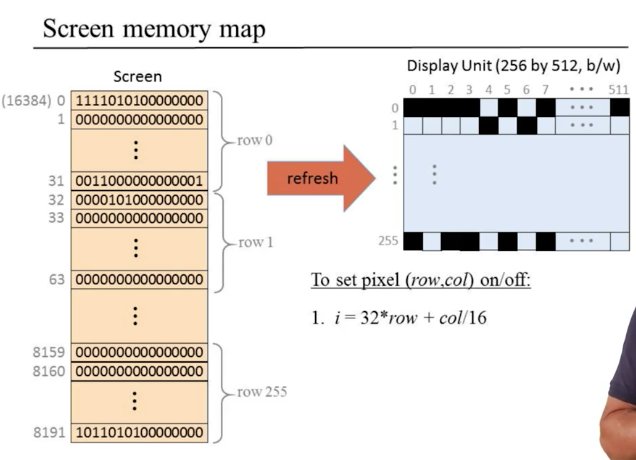 Screen memory map
Screen
(16384) 0 1111010100000000
1 0000000000000000
⋮
31 0011000000000001
row 0
32 0000101000000000
33 0000000000000000
⋮
63 0000000000000000
row 1
⋮
8159 0000000000000000
8160 0000000000000000
⋮
8191 1011010100000000
row 255
refresh
Display Unit (256 by 512, b/w)
0 1 2 3 4 5 6 7 ••• 511
0 •••
1 •••
⋮ ⋮
255 •••
To set pixel (row,col) on/off:
1. i = 32*row + col/16